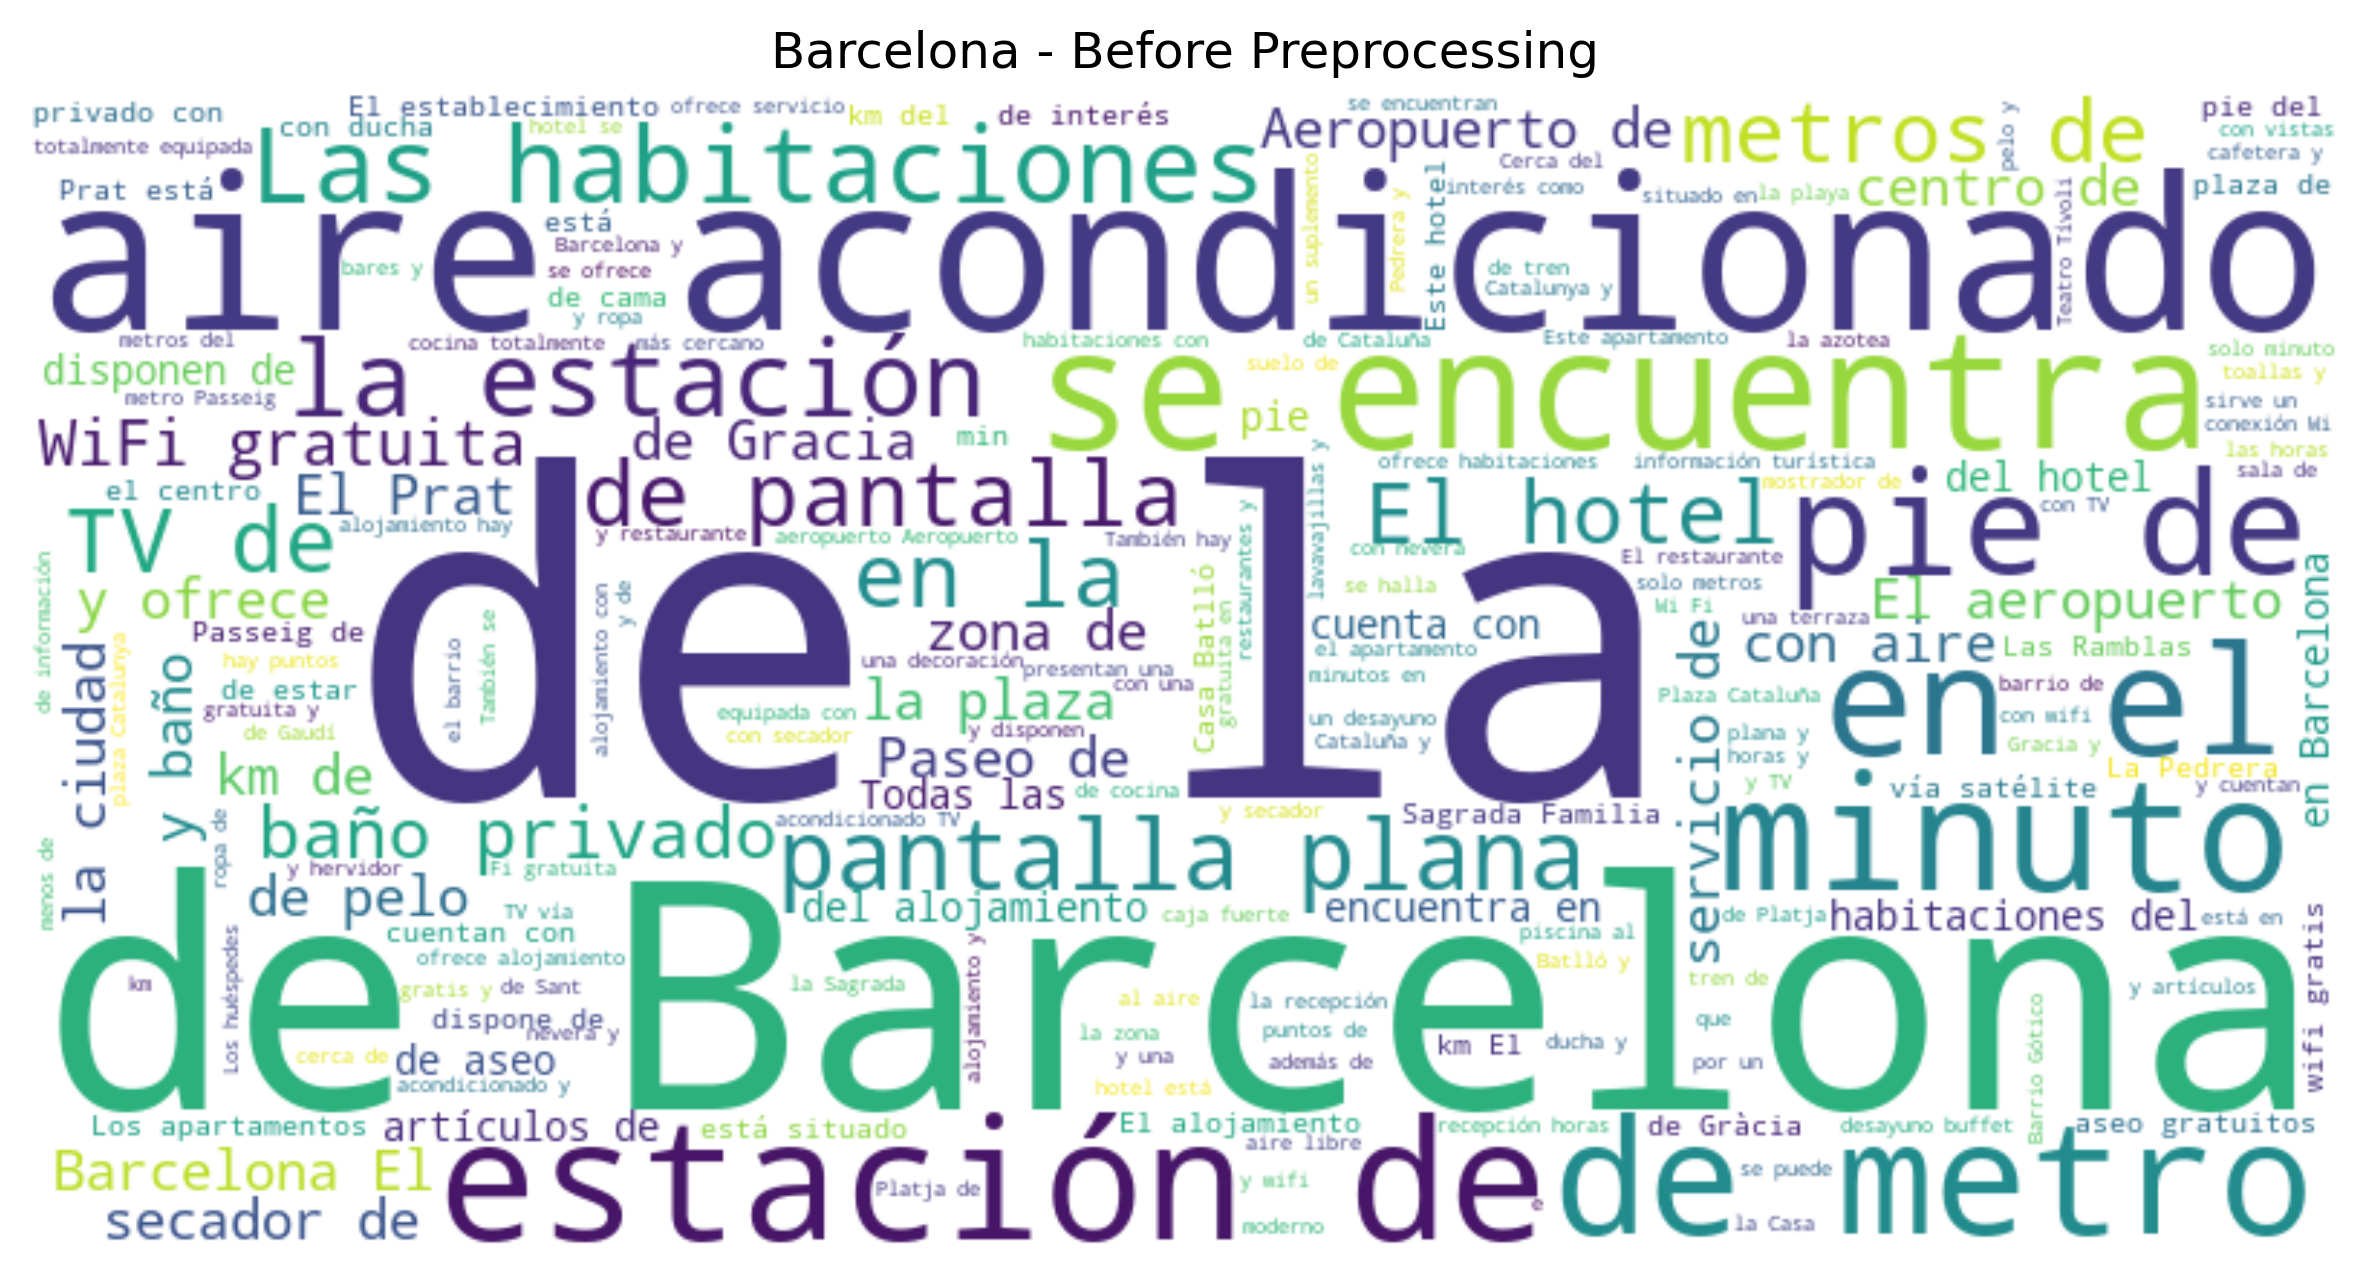 Barcelona - Before Preprocessing
privado con
El establecimiento
ofrece servicio
km del
de interés
se encuentran
pelo y
pie del
con ducha
hotel se
Aeropuerto de
metros de
con vistas
totalmente equipada
Las habitaciones
Cerca del
cafetera y
Prat está
interés como
situado en
la playa
centro de
plaza de
aire acondicionado
está
Barcelona y
bares y
se ofrece
de cama
y ropa
un suplemento
Pedrera y
Este hotel
de tren
Catalunya y
Teatro Tívoli
metros del
cocina totalmente
más cercano
habitaciones con
de Cataluña
Este apartamento
la azotea
solo minuto
disponen de
la estación
se encuentra
suelo de
toallas y
metro Passeig
pie
sirve un
conexión Wi
WiFi gratuita
de Gracia
min
las horas
ofrece habitaciones
información turística
sala de
el centro
El Prat
de pantalla
lavavajillas y
El hotel
mostrador de
pie de
del hotel
con TV
TV de
alojamiento hay
y restaurante
aeropuerto Aeropuerto
También hay
restaurantes y
con nevera
El restaurante
de información
y ofrece
de la
en la
se halla
solo metros
Wi Fi
El aeropuerto
en Barcelona
Passeig de
alojamiento con
y de
zona de
Casa Batlló
cuenta con
una terraza
la ciudad
plaza Catalunya
y baño
hay puntos
el barrio
También se
una decoración
presentan una
gratuita en
el apartamento
servicio de
con aire
Las Ramblas
de estar
con una
minutos en
Plaza Cataluña
en el
barrio de
gratuita y
equipada con
la plaza
un desayuno
con wifi
de Gaudí
con secador
y disponen
Cataluña y
plana y
horas y
Gracia y
km de
Paseo de
La Pedrera
Todas las
de cocina
y TV
vía satélite
y cuentan
baño privado
acondicionado TV
y secador
Sagrada Familia
minuto
menos de
ropa de
y hervidor
Fi gratuita
pantalla plana
de pelo
TV vía
del alojamiento
caja fuerte
encuentra en
de Platja
habitaciones del
está en
wifi gratis
de Barcelona
cuentan con
piscina al
Los huéspedes
ofrece alojamiento
alojamiento y
Batlló y
km
gratis y
de Sant
la Sagrada
al aire
la recepción
tren de
y artículos
dispone de
nevera y
la zona
puntos de
km El
ducha y
que
Barrio Gótico
cerca de
de aseo
y una
además de
por un
acondicionado y
hotel está
Los apartamentos
artículos de
está situado
El alojamiento
recepción horas
de Gràcia
desayuno buffet
aseo gratuitos
aire libre
Barcelona El
estación de
de metro
se puede
y wifi
Platja de
secador de
e
moderno
la Casa